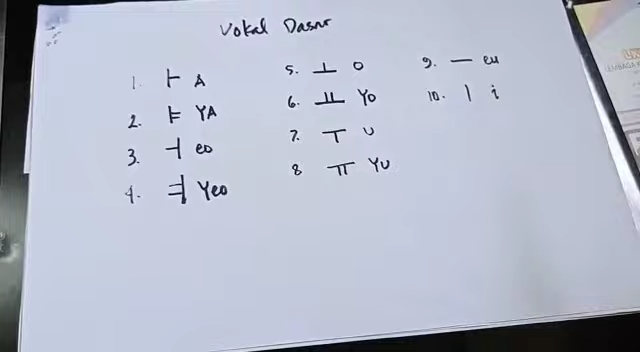 Vokal Dasar
1. ㅏ A
2. ㅑ YA
3. ㅓ eo
4. ㅕ Yeo
5. ㅗ O
6. ㅛ YO
7. ㅜ U
8 ㅠ YU
9. ㅡ eu
10. ㅣ i